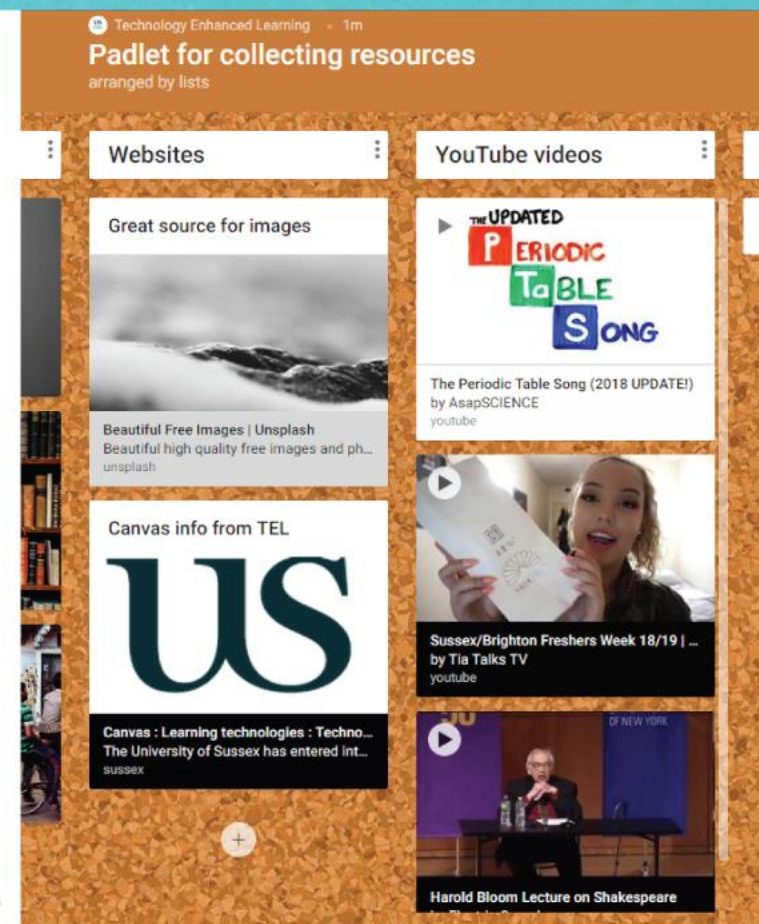 us
Technology Enhanced Learning • 1m
Padlet for collecting resources
arranged by lists
Websites
Great source for images
Beautiful Free Images | Unsplash
Beautiful high quality free images and ph...
unsplash
Canvas info from TEL
US
Canvas : Learning technologies : Techno...
The University of Sussex has entered int...
sussex
YouTube videos
THE UPDATED
PERIODIC
TaBLE
SONG
The Periodic Table Song (2018 UPDATE!)
by AsapSCIENCE
youtube
Sussex/Brighton Freshers Week 18/19 | ...
by Tia Talks TV
youtube
OF NEW YORK
Harold Bloom Lecture on Shakespeare